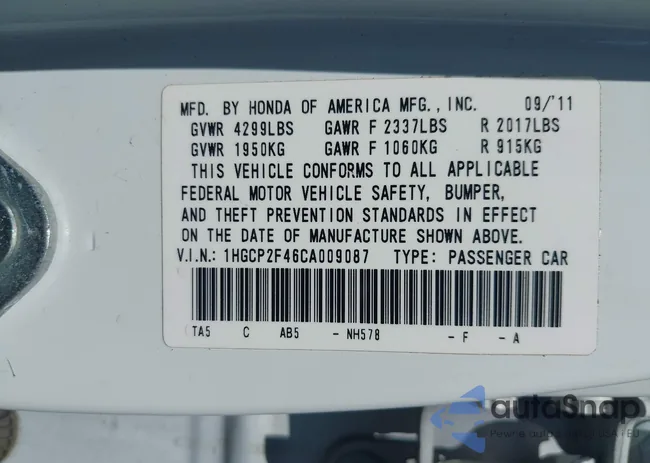 MFD. BY HONDA OF AMERICA MFG., INC. 09/'11
GVWR 4299LBS GAWR F 2337LBS R 2017LBS
GVWR 1950KG GAWR F 1060KG R 915KG
THIS VEHICLE CONFORMS TO ALL APPLICABLE
FEDERAL MOTOR VEHICLE SAFETY, BUMPER,
AND THEFT PREVENTION STANDARDS IN EFFECT
ON THE DATE OF MANUFACTURE SHOWN ABOVE.
V.I.N.: 1HGCP2F46CA009087 TYPE: PASSENGER CAR
TA5 C AB5 - NH578 - F - A
autoSnap
Pewne auto